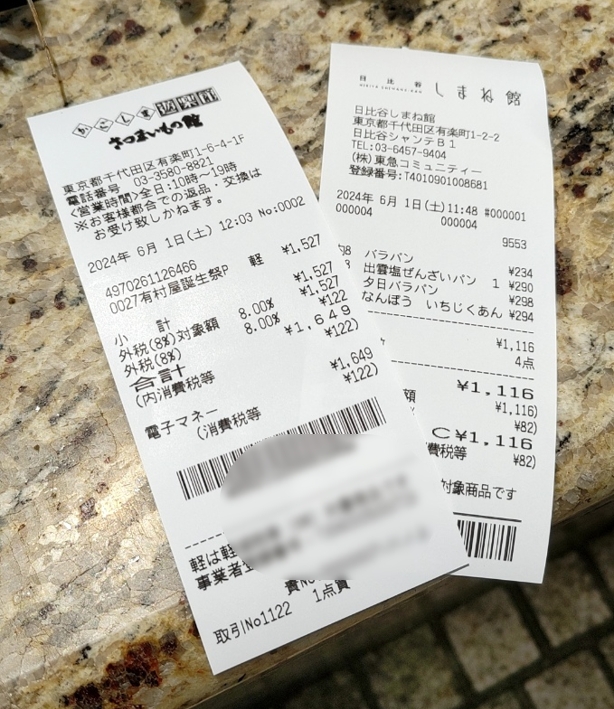 かごしま遊楽館
さつまいもの館
東京都千代田区有楽町1-6-4-1F
電話番号 03-3580-8821
<営業時間>全日:10時〜19時
※お客様都合での返品・交換は
お受け致しかねます。
2024年 6月 1日(土) 12:03 No:0002
4970261126466
0027有村屋誕生祭P 軽 ¥1,527
小 計 ¥1,527
外税(8%)対象額 8.00% ¥1,527
外税(8%) 8.00% ¥122
合計 ¥1,649
(内消費税等 ¥122)
電子マネー ¥1,649
(消費税等 ¥122)
軽は軽
事業者登
責No
取引No1122 1点買
日比谷 しまね館
HIBIYA SHIMANE-KAN
日比谷しまね館
東京都千代田区有楽町1-2-2
日比谷シャンテB1
TEL:03-6457-9404
(株)東急コミュニティー
登録番号:T4010901008681
2024年 6月 1日(土)11:48 #000001
000004 000004
9553
バラパン ¥234
出雲塩ぜんざいパン 1 ¥290
夕日バラパン ¥298
なんぽう いちじくあん ¥294
¥1,116
4点
¥1,116
額 ¥1,116)
¥82)
C¥1,116
費税等 ¥82)
対象商品です